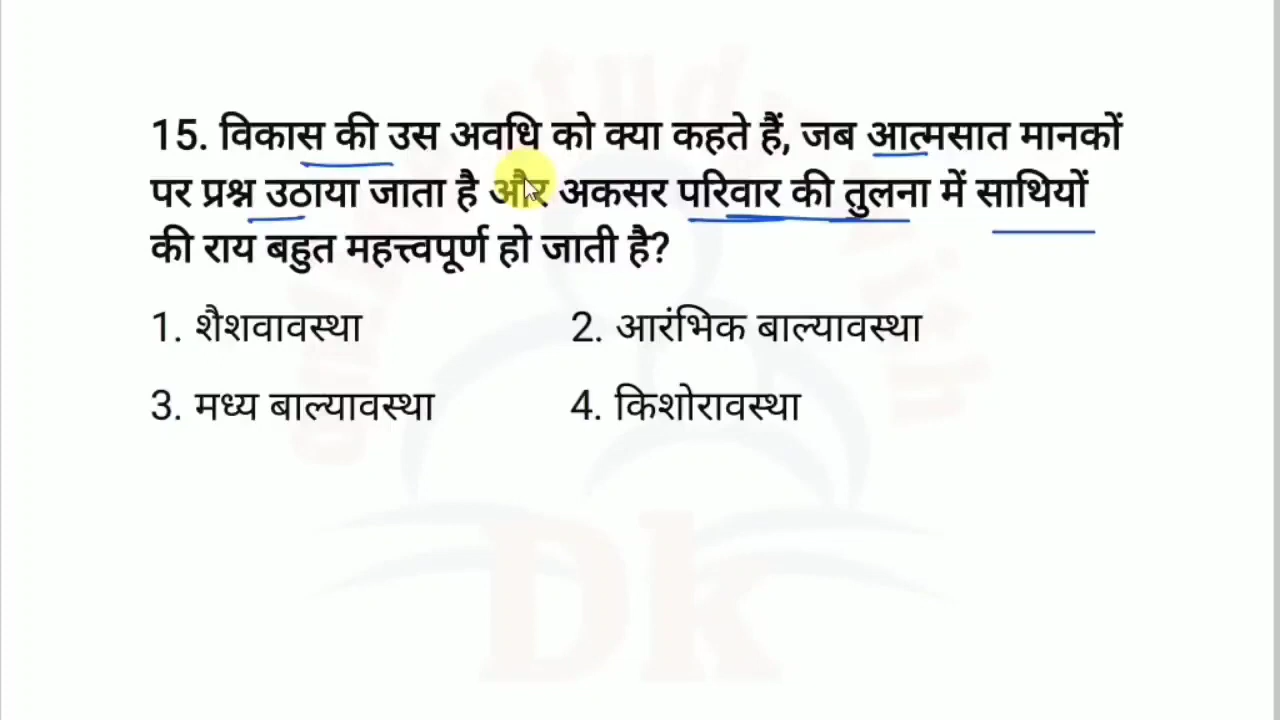 15. विकास की उस अवधि को क्या कहते हैं, जब आत्मसात मानकों
पर प्रश्न उठाया जाता है और अकसर परिवार की तुलना में साथियों
की राय बहुत महत्त्वपूर्ण हो जाती है?
1. शैशवावस्था 2. आरंभिक बाल्यावस्था
3. मध्य बाल्यावस्था 4. किशोरावस्था
Dk